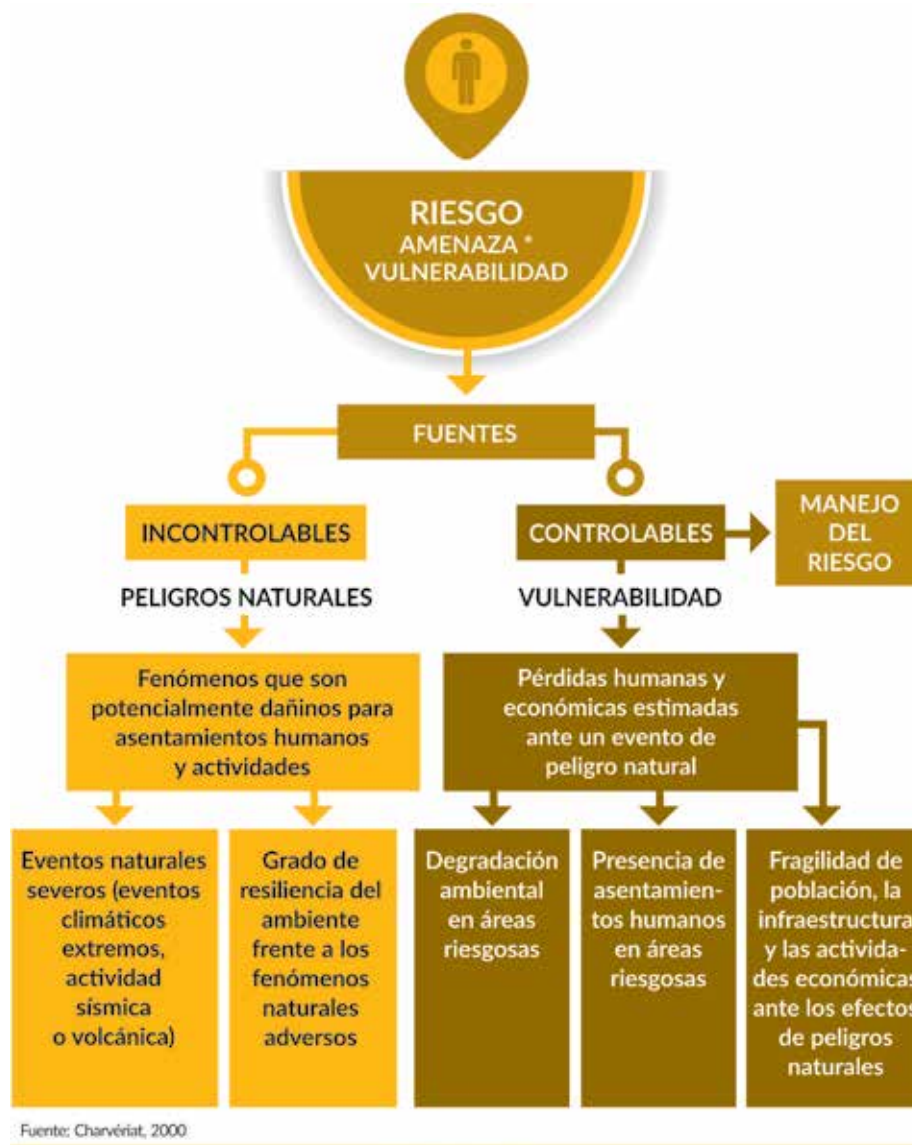 RIESGO
AMENAZA *
VULNERABILIDAD
FUENTES
INCONTROLABLES
CONTROLABLES
MANEJO
DEL
RIESGO
PELIGROS NATURALES
VULNERABILIDAD
Fenómenos que son
potencialmente dañinos para
asentamientos humanos
y actividades
Pérdidas humanas y
económicas estimadas
ante un evento de
peligro natural
Eventos naturales
severos (eventos
climáticos
extremos,
actividad
sísmica
o volcánica)
Grado de
resiliencia del
ambiente
frente a los
fenómenos
naturales
adversos
Degradación
ambiental
en áreas
riesgosas
Presencia de
asentamien-
tos humanos
en áreas
riesgosas
Fragilidad de
población, la
infraestructura
y las activida-
des económicas
ante los efectos
de peligros
naturales
Fuente: Charvériat, 2000